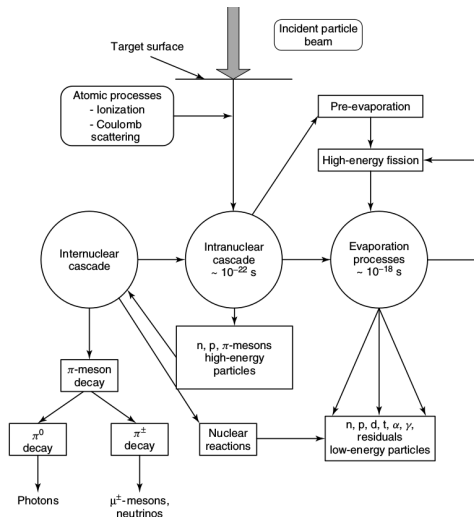 Incident particle
beam
Target surface
Atomic processes
- Ionization
- Coulomb
scattering
Pre-evaporation
High-energy fission
Internuclear
cascade
Intranuclear
cascade
~ 10⁻²² s
Evaporation
processes
~ 10⁻¹⁸ s
n, p, π-mesons
high-energy
particles
π-meson
decay
π⁰
decay
π±
decay
Nuclear
reactions
n, p, d, t, α, γ,
residuals
low-energy particles
Photons
μ±-mesons,
neutrinos